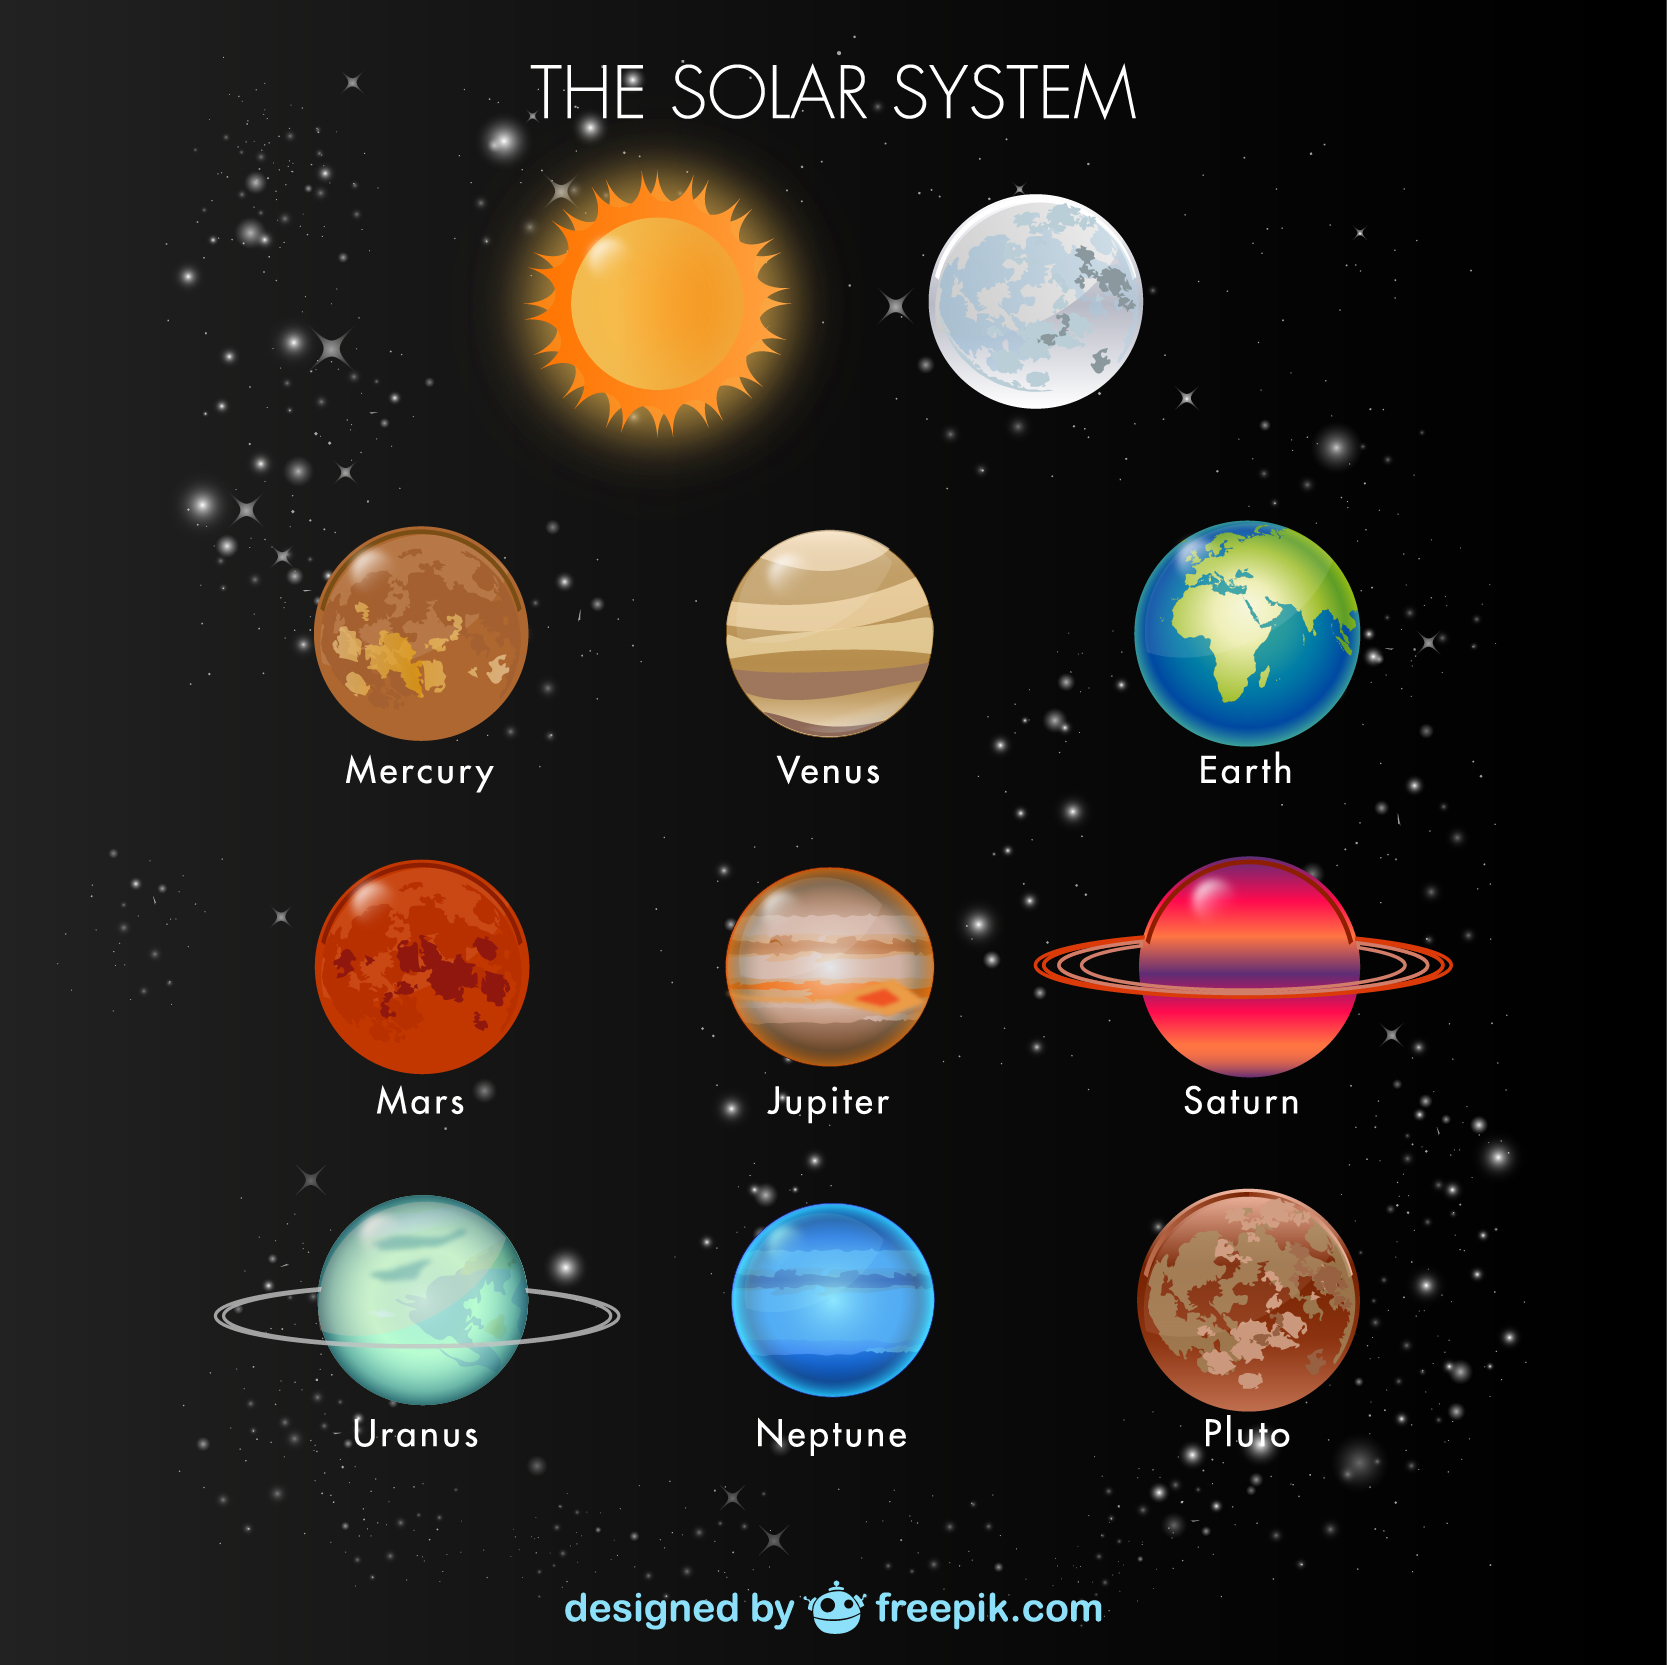 THE SOLAR SYSTEM
Mercury
Venus
Earth
Mars
Jupiter
Saturn
Uranus
Neptune
Pluto
designed by freepik.com